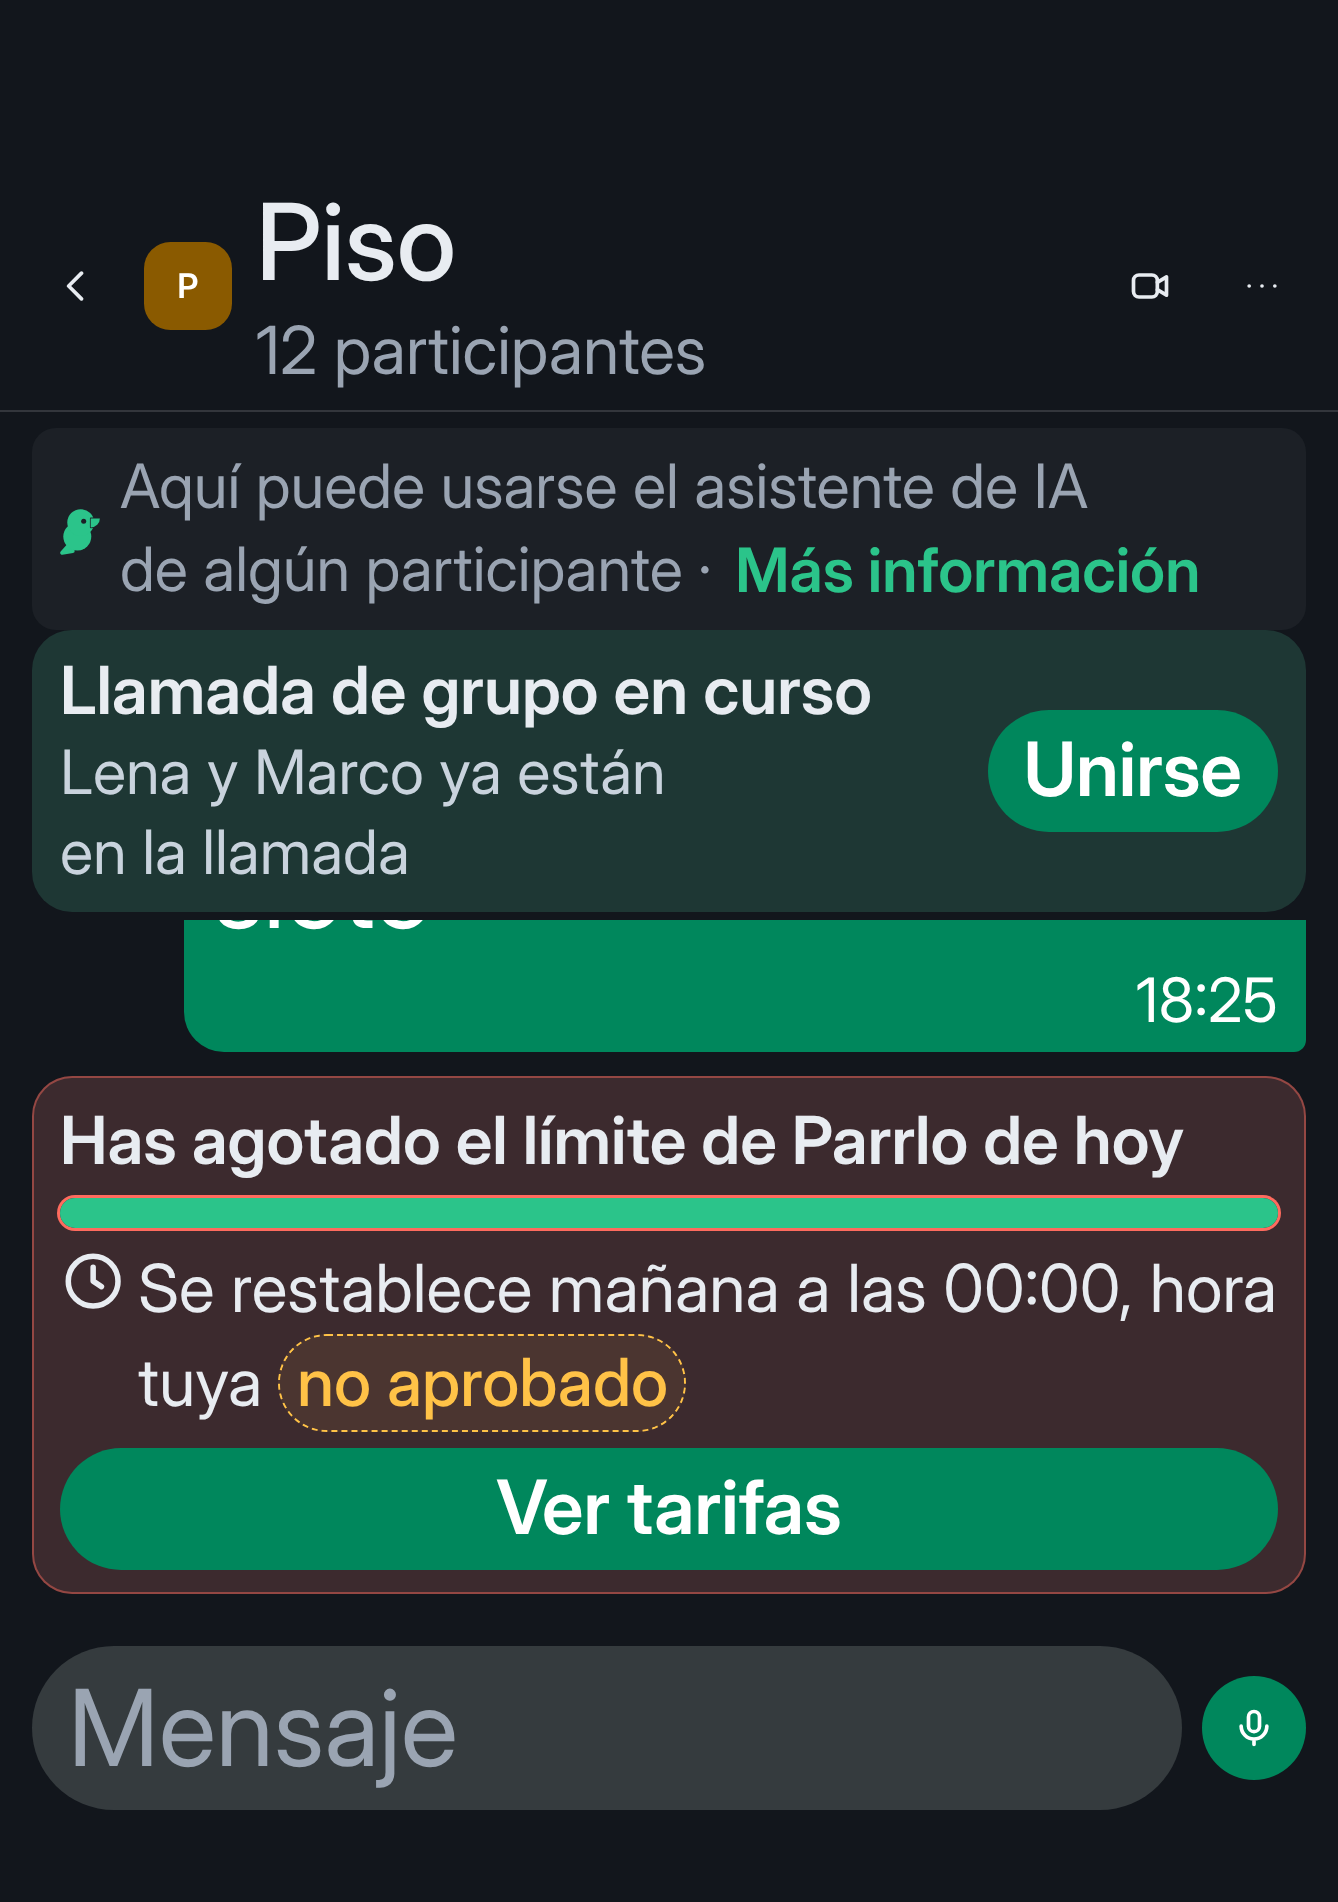 Piso
P
12 participantes
Aquí puede usarse el asistente de IA
de algún participante · Más información
Llamada de grupo en curso
Lena y Marco ya están
en la llamada
Unirse
18:25
Has agotado el límite de Parrlo de hoy
Se restablece mañana a las 00:00, hora
tuya no aprobado
Ver tarifas
Mensaje